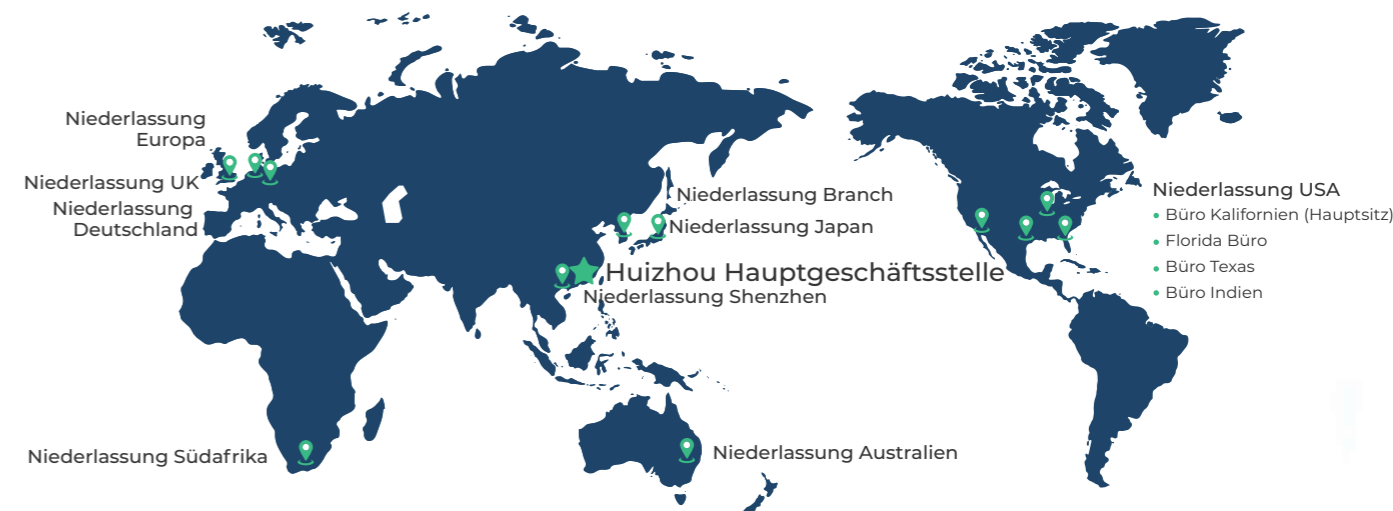 Niederlassung
Europa
Niederlassung UK
Niederlassung
Deutschland
Niederlassung Branch
Niederlassung Japan
Huizhou Hauptgeschäftsstelle
Niederlassung Shenzhen
Niederlassung Südafrika
Niederlassung Australien
Niederlassung USA
• Büro Kalifornien (Hauptsitz)
• Florida Büro
• Büro Texas
• Büro Indien